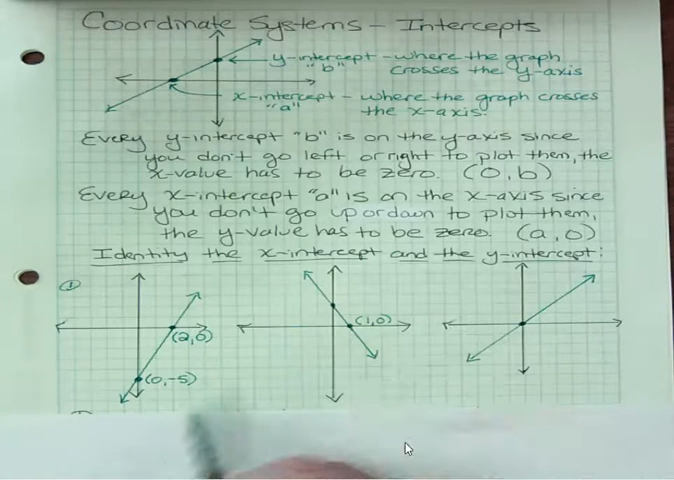 Coordinate Systems - Intercepts
y-intercept - where the graph
"b" crosses the y-axis
x-intercept - where the graph crosses
"a" the x-axis.
Every y-intercept "b" is on the y-axis since
you don't go left or right to plot them, the
x-value has to be zero. (0, b)
Every x-intercept "a" is on the x-axis since
you don't go up or down to plot them,
the y-value has to be zero. (a, 0)
Identity the x-intercept and the y-intercept:
①
(2,0)
(0,-5)
(1,0)